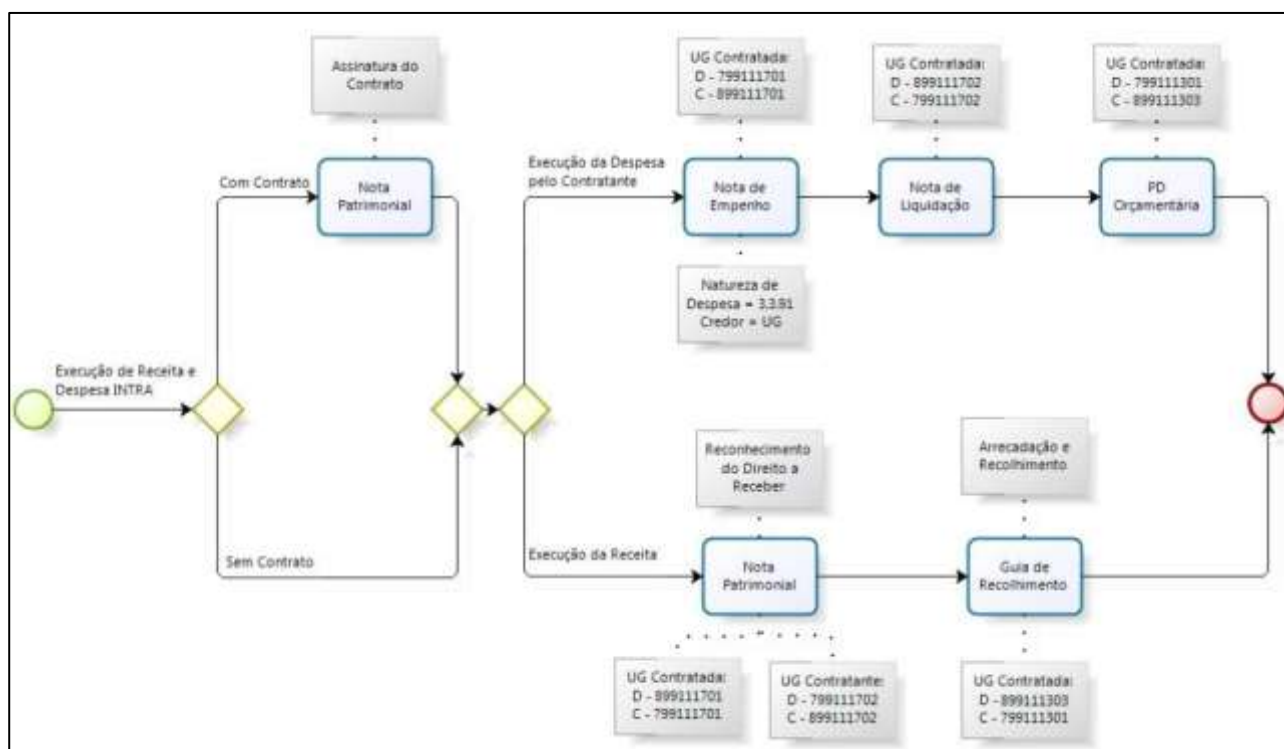 Assinatura do
Contrato
UG Contratada:
D - 799111701
C - 899111701
UG Contratada:
D - 899111702
C - 799111702
UG Contratada:
D - 799111301
C - 899111303
Com Contrato
Nota
Patrimonial
Execução da Despesa
pelo Contratante
Nota de
Empenho
Nota de
Liquidação
PD
Orçamentária
Natureza de
Despesa = 3.3.91
Credor = UG
Execução de Receita e
Despesa INTRA
Reconhecimento
do Direito a
Receber
Arrecadação e
Recolhimento
Sem Contrato
Execução da Receita
Nota
Patrimonial
Guia de
Recolhimento
UG Contratada:
D - 899111701
C - 799111701
UG Contratante:
D - 799111702
C - 899111702
UG Contratada:
D - 899111303
C - 799111301